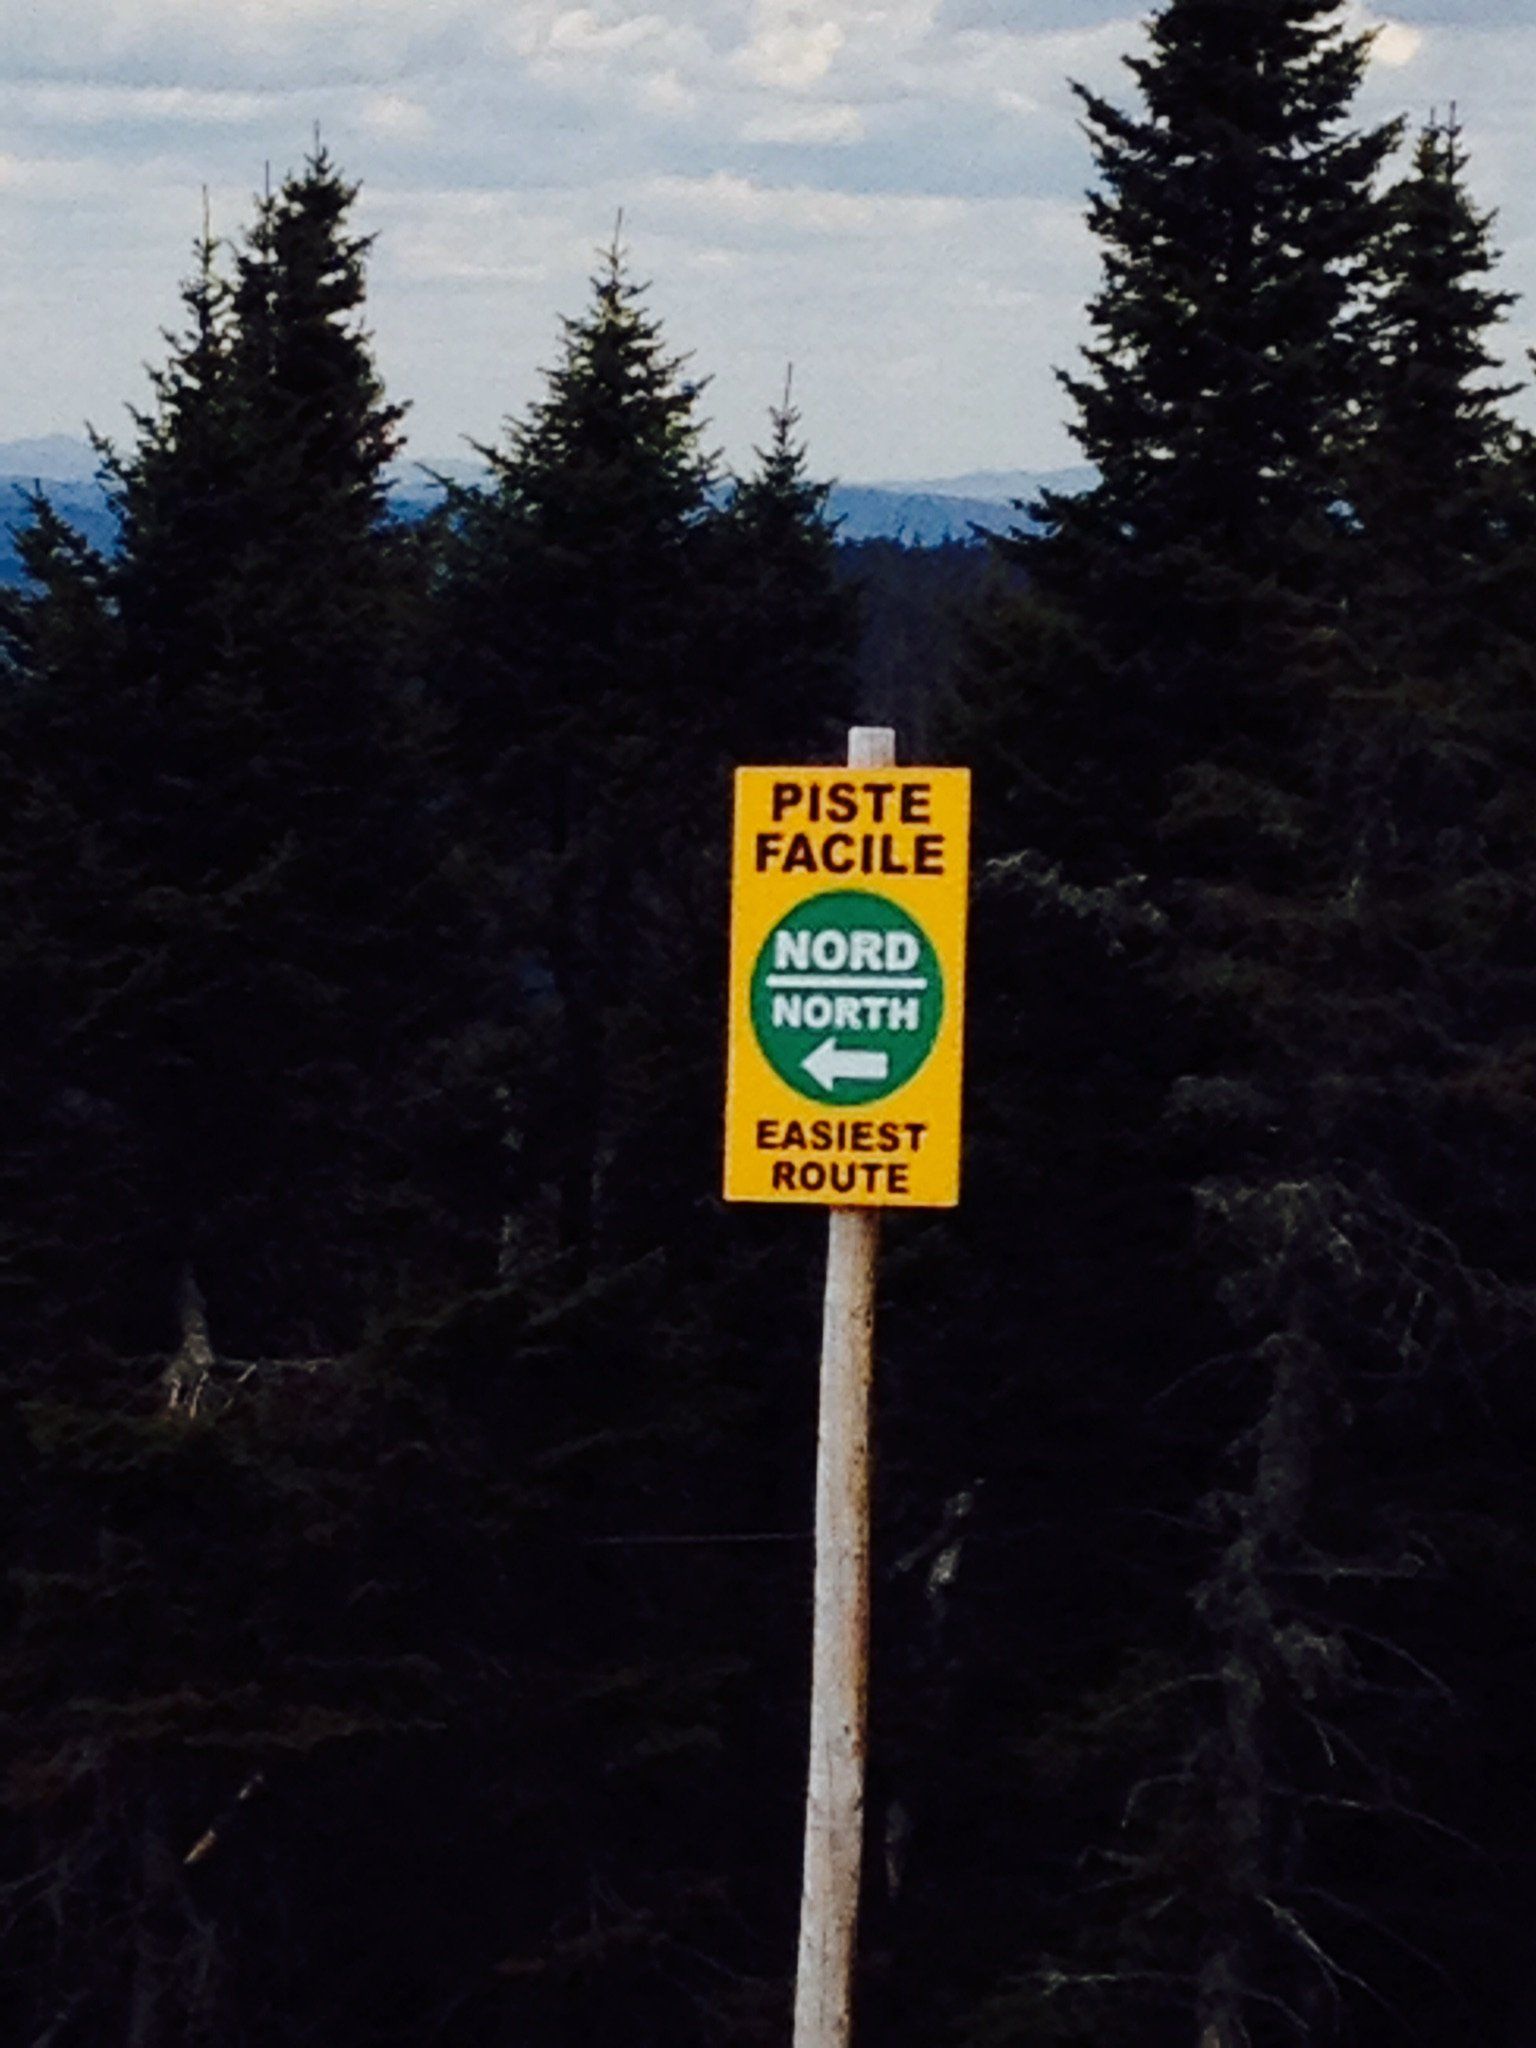 PISTE
FACILE
NORD
NORTH
EASIEST
ROUTE